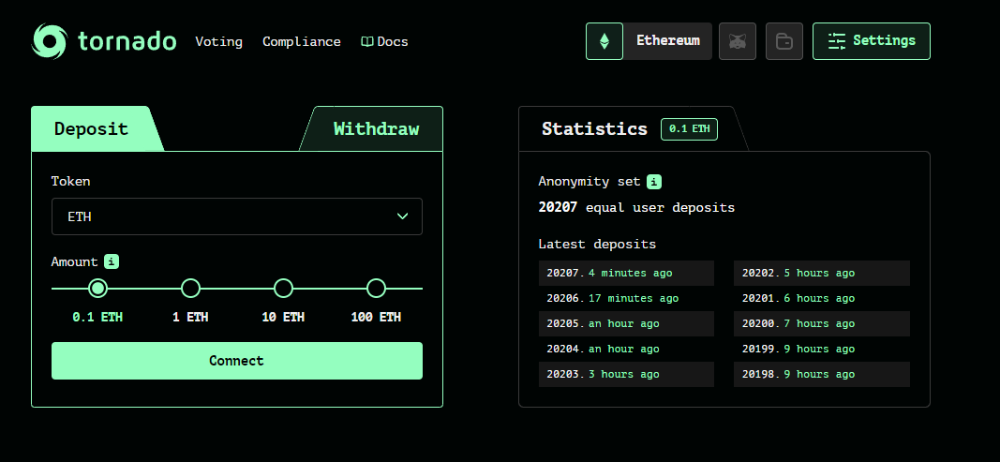 tornado Voting Compliance Docs Ethereum Settings
Deposit Withdraw
Token
ETH
Amount i
0.1 ETH 1 ETH 10 ETH 100 ETH
Connect
Statistics 0.1 ETH
Anonymity set i
20207 equal user deposits
Latest deposits
20207. 4 minutes ago
20206. 17 minutes ago
20205. an hour ago
20204. an hour ago
20203. 3 hours ago
20202. 5 hours ago
20201. 6 hours ago
20200. 7 hours ago
20199. 9 hours ago
20198. 9 hours ago